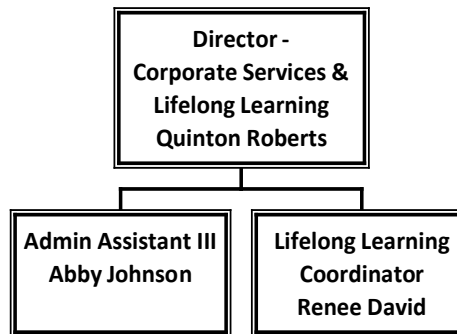 Director -
Corporate Services &
Lifelong Learning
Quinton Roberts
Admin Assistant III
Abby Johnson
Lifelong Learning
Coordinator
Renee David